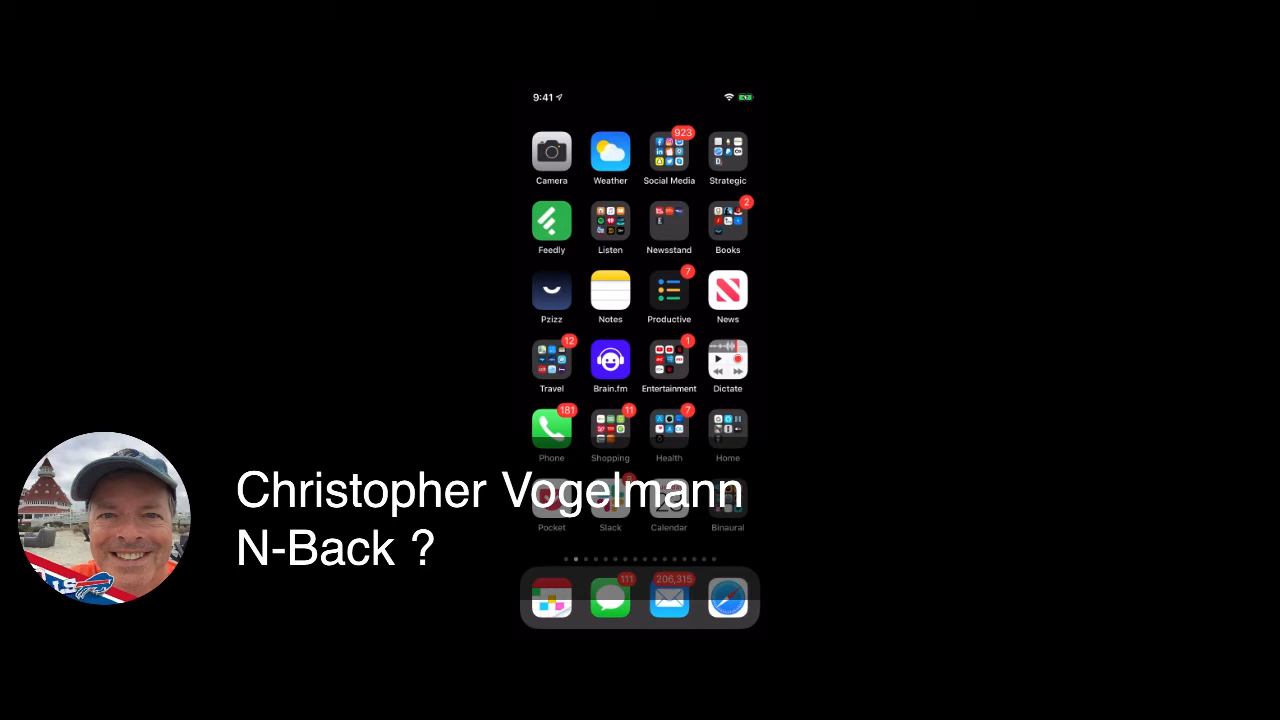 9:41
923
Camera Weather Social Media Strategic
2
Feedly Listen Newsstand Books
7
Pzizz Notes Productive News
12 1
Travel Brain.fm Entertainment Dictate
181 11 7
Phone Shopping Health Home
Christopher Vogelmann
Pocket Slack Calendar Binaural
N-Back ?
111 206,315